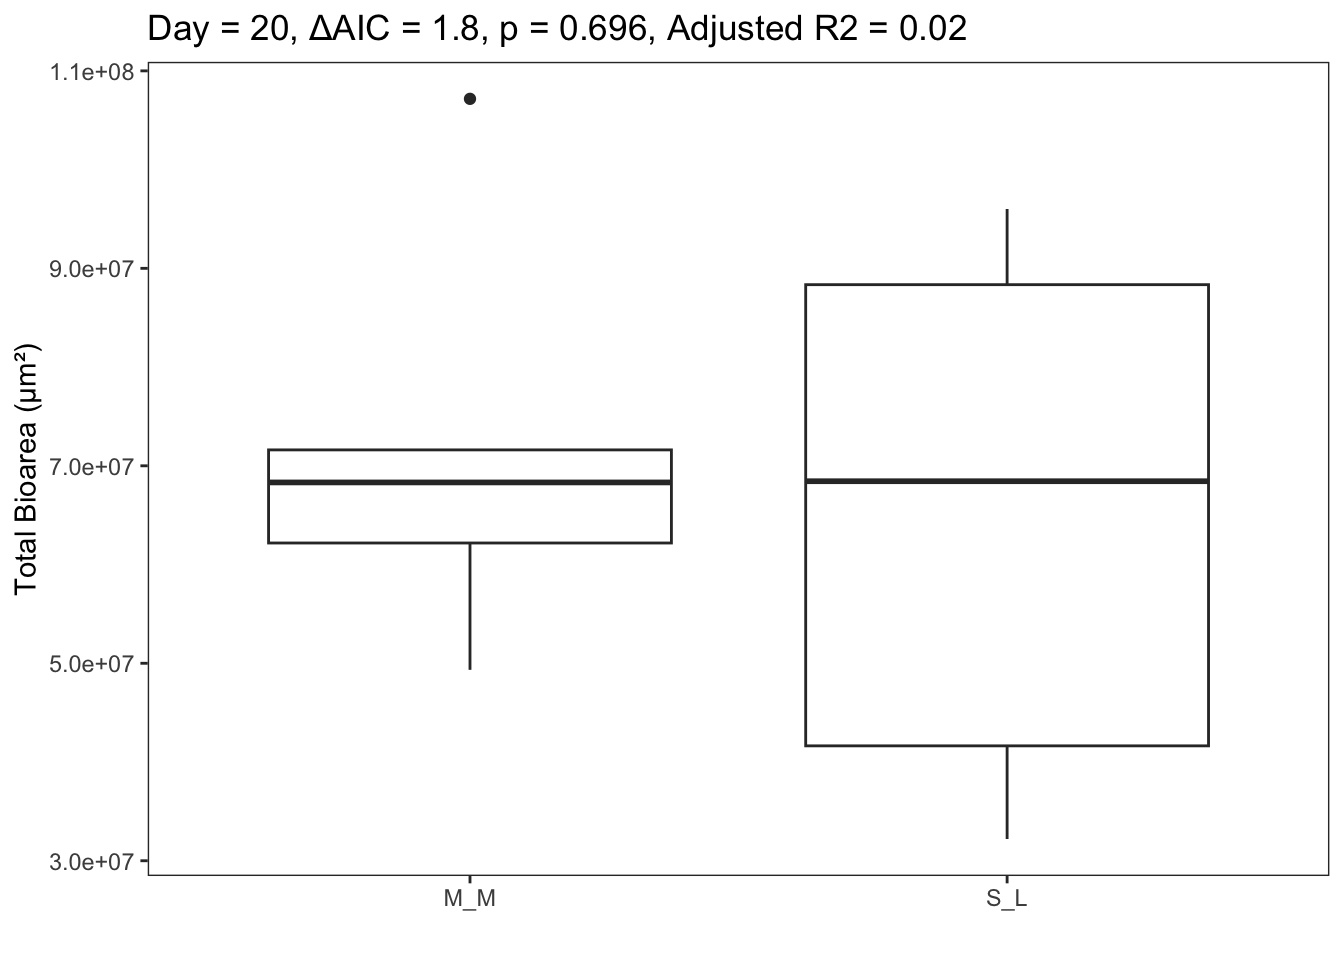 Day = 20, ΔAIC = 1.8, p = 0.696, Adjusted R2 = 0.02
Total Bioarea (µm²)
1.1e+08
9.0e+07
7.0e+07
5.0e+07
3.0e+07
M_M
S_L